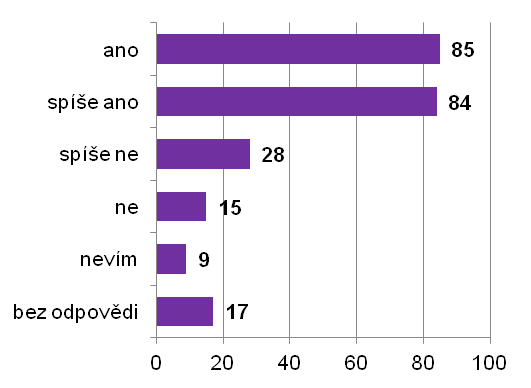 ano 85
spíše ano 84
spíše ne 28
ne 15
nevím 9
bez odpovědi 17
0 20 40 60 80 100